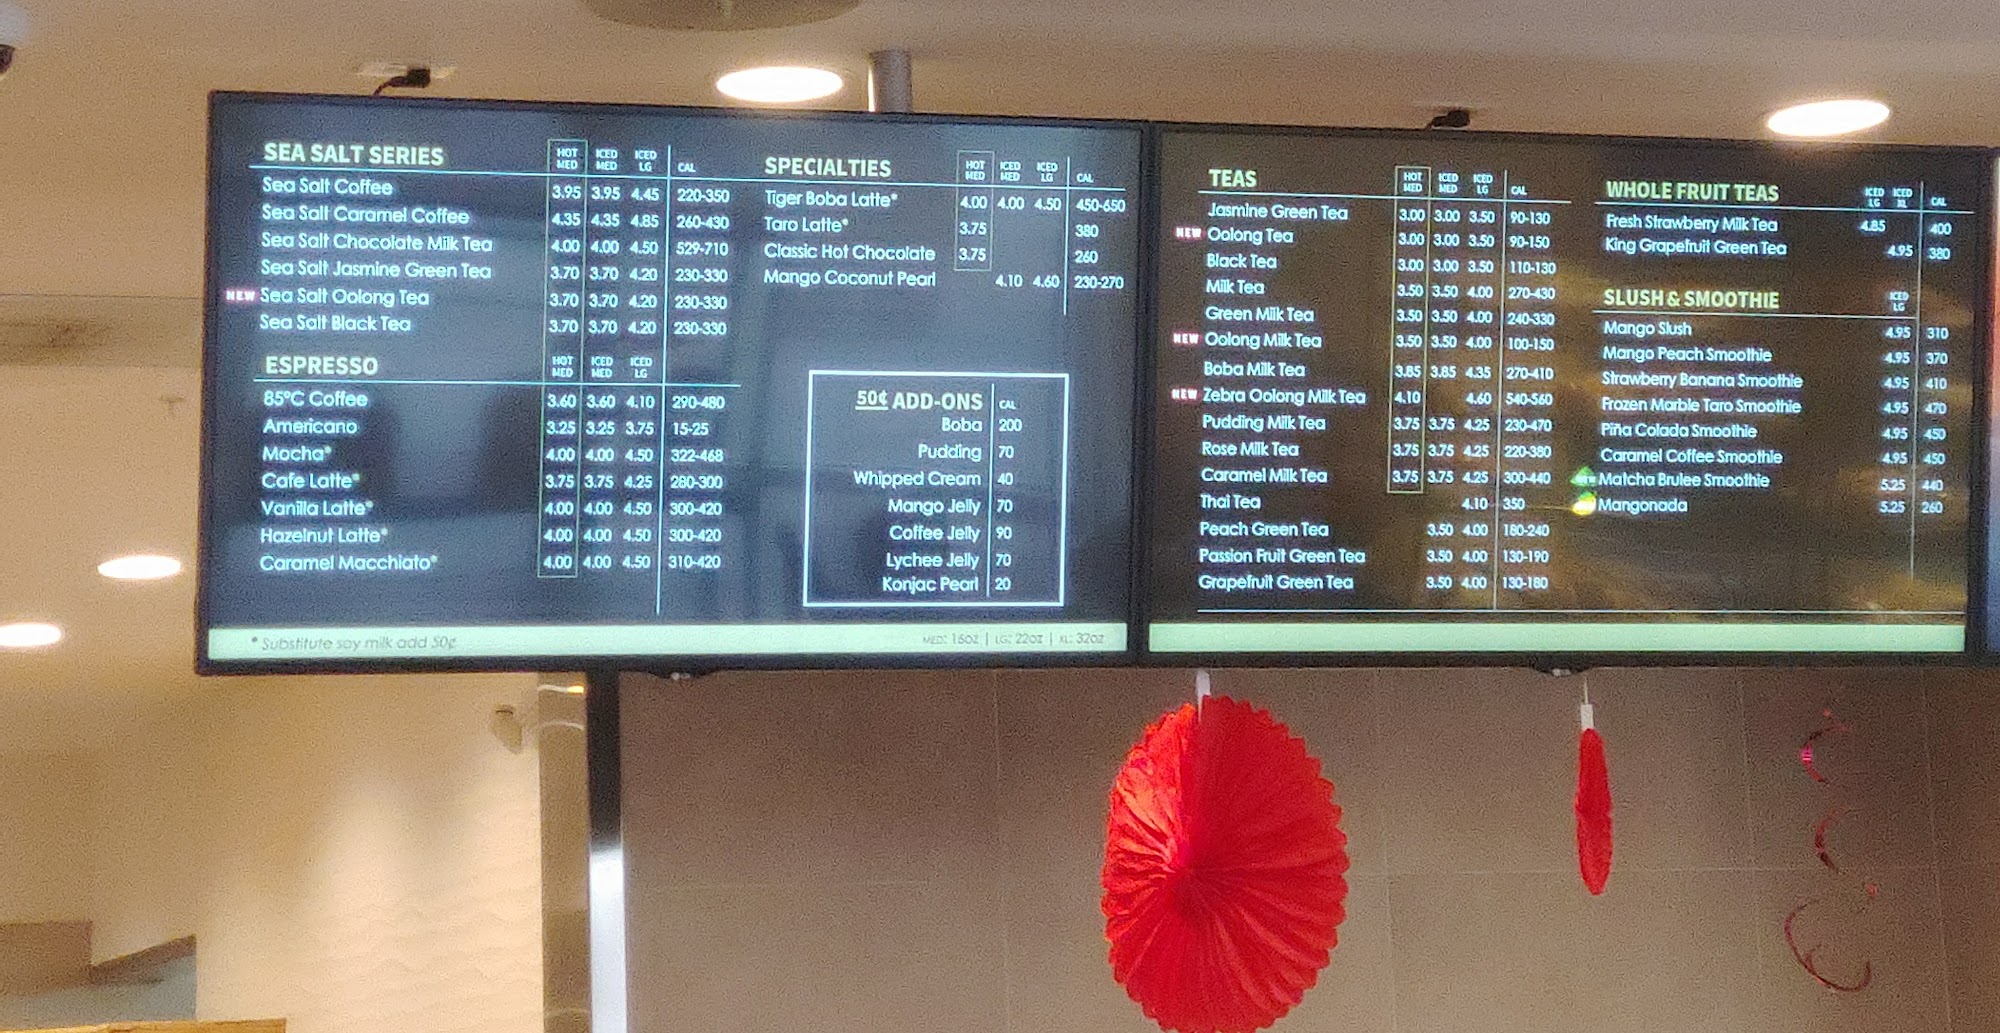 SEA SALT SERIES HOT MED ICED MED ICED LG CAL
Sea Salt Coffee 3.95 3.95 4.45 220-350
Sea Salt Caramel Coffee 4.35 4.35 4.85 260-430
Sea Salt Chocolate Milk Tea 4.00 4.00 4.50 529-710
Sea Salt Jasmine Green Tea 3.70 3.70 4.20 230-330
NEW Sea Salt Oolong Tea 3.70 3.70 4.20 230-330
Sea Salt Black Tea 3.70 3.70 4.20 230-330
ESPRESSO HOT MED ICED MED ICED LG
85°C Coffee 3.60 3.60 4.10 290-480
Americano 3.25 3.25 3.75 15-25
Mocha* 4.00 4.00 4.50 322-468
Cafe Latte* 3.75 3.75 4.25 280-300
Vanilla Latte* 4.00 4.00 4.50 300-420
Hazelnut Latte* 4.00 4.00 4.50 300-420
Caramel Macchiato* 4.00 4.00 4.50 310-420
SPECIALTIES HOT MED ICED MED ICED LG CAL
Tiger Boba Latte* 4.00 4.00 4.50 450-650
Taro Latte* 3.75 380
Classic Hot Chocolate 3.75 260
Mango Coconut Pearl 4.10 4.60 230-270
50¢ ADD-ONS CAL
Boba 200
Pudding 70
Whipped Cream 40
Mango Jelly 70
Coffee Jelly 90
Lychee Jelly 70
Konjac Pearl 20
* Substitute soy milk add 50¢
MED: 16oz | LG: 22oz | XL: 32oz
TEAS HOT MED ICED MED ICED LG CAL
Jasmine Green Tea 3.00 3.00 3.50 90-130
NEW Oolong Tea 3.00 3.00 3.50 90-150
Black Tea 3.00 3.00 3.50 110-130
Milk Tea 3.50 3.50 4.00 270-430
Green Milk Tea 3.50 3.50 4.00 240-330
NEW Oolong Milk Tea 3.50 3.50 4.00 100-150
Boba Milk Tea 3.85 3.85 4.35 270-410
NEW Zebra Oolong Milk Tea 4.10 4.60 540-560
Pudding Milk Tea 3.75 3.75 4.25 230-470
Rose Milk Tea 3.75 3.75 4.25 220-380
Caramel Milk Tea 3.75 3.75 4.25 300-440
Thai Tea 4.10 350
Peach Green Tea 3.50 4.00 180-240
Passion Fruit Green Tea 3.50 4.00 130-190
Grapefruit Green Tea 3.50 4.00 130-180
WHOLE FRUIT TEAS ICED LG ICED XL CAL
Fresh Strawberry Milk Tea 4.85 400
King Grapefruit Green Tea 4.95 380
SLUSH & SMOOTHIE ICED LG
Mango Slush 4.95 310
Mango Peach Smoothie 4.95 370
Strawberry Banana Smoothie 4.95 410
Frozen Marble Taro Smoothie 4.95 470
Piña Colada Smoothie 4.95 450
Caramel Coffee Smoothie 4.95 450
Matcha Brulee Smoothie 5.25 440
Mangonada 5.25 260